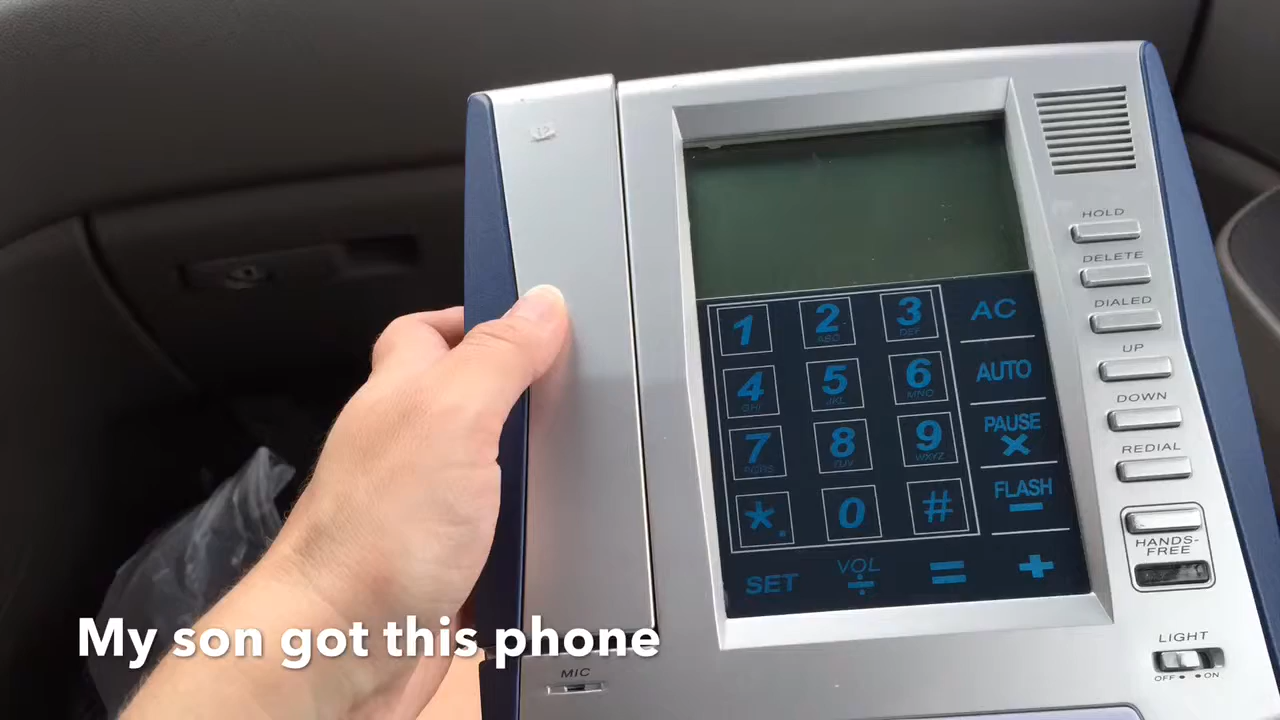 HOLD
DELETE
DIALED
UP
DOWN
REDIAL
HANDS-
FREE
LIGHT
OFF • • ON
1 2 ABC 3 DEF AC
4 GHI 5 JKL 6 MNO AUTO
7 PQRS 8 TUV 9 WXYZ PAUSE ×
*. 0 # FLASH −
SET VOL ÷ = +
MIC
My son got this phone